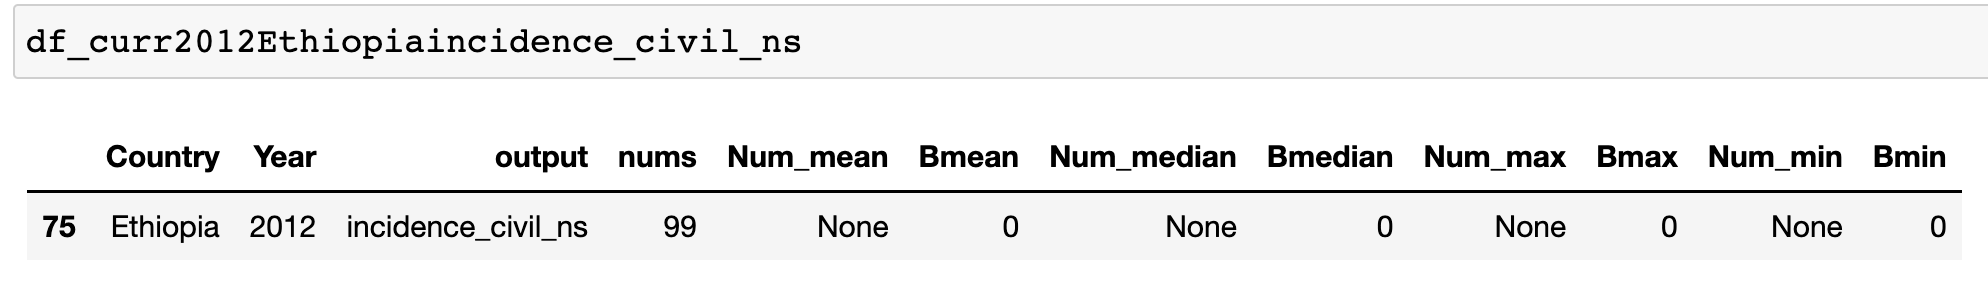 df_curr2012Ethiopiaincidence_civil_ns
Country Year output nums Num_mean Bmean Num_median Bmedian Num_max Bmax Num_min Bmin
75 Ethiopia 2012 incidence_civil_ns 99 None 0 None 0 None 0 None 0